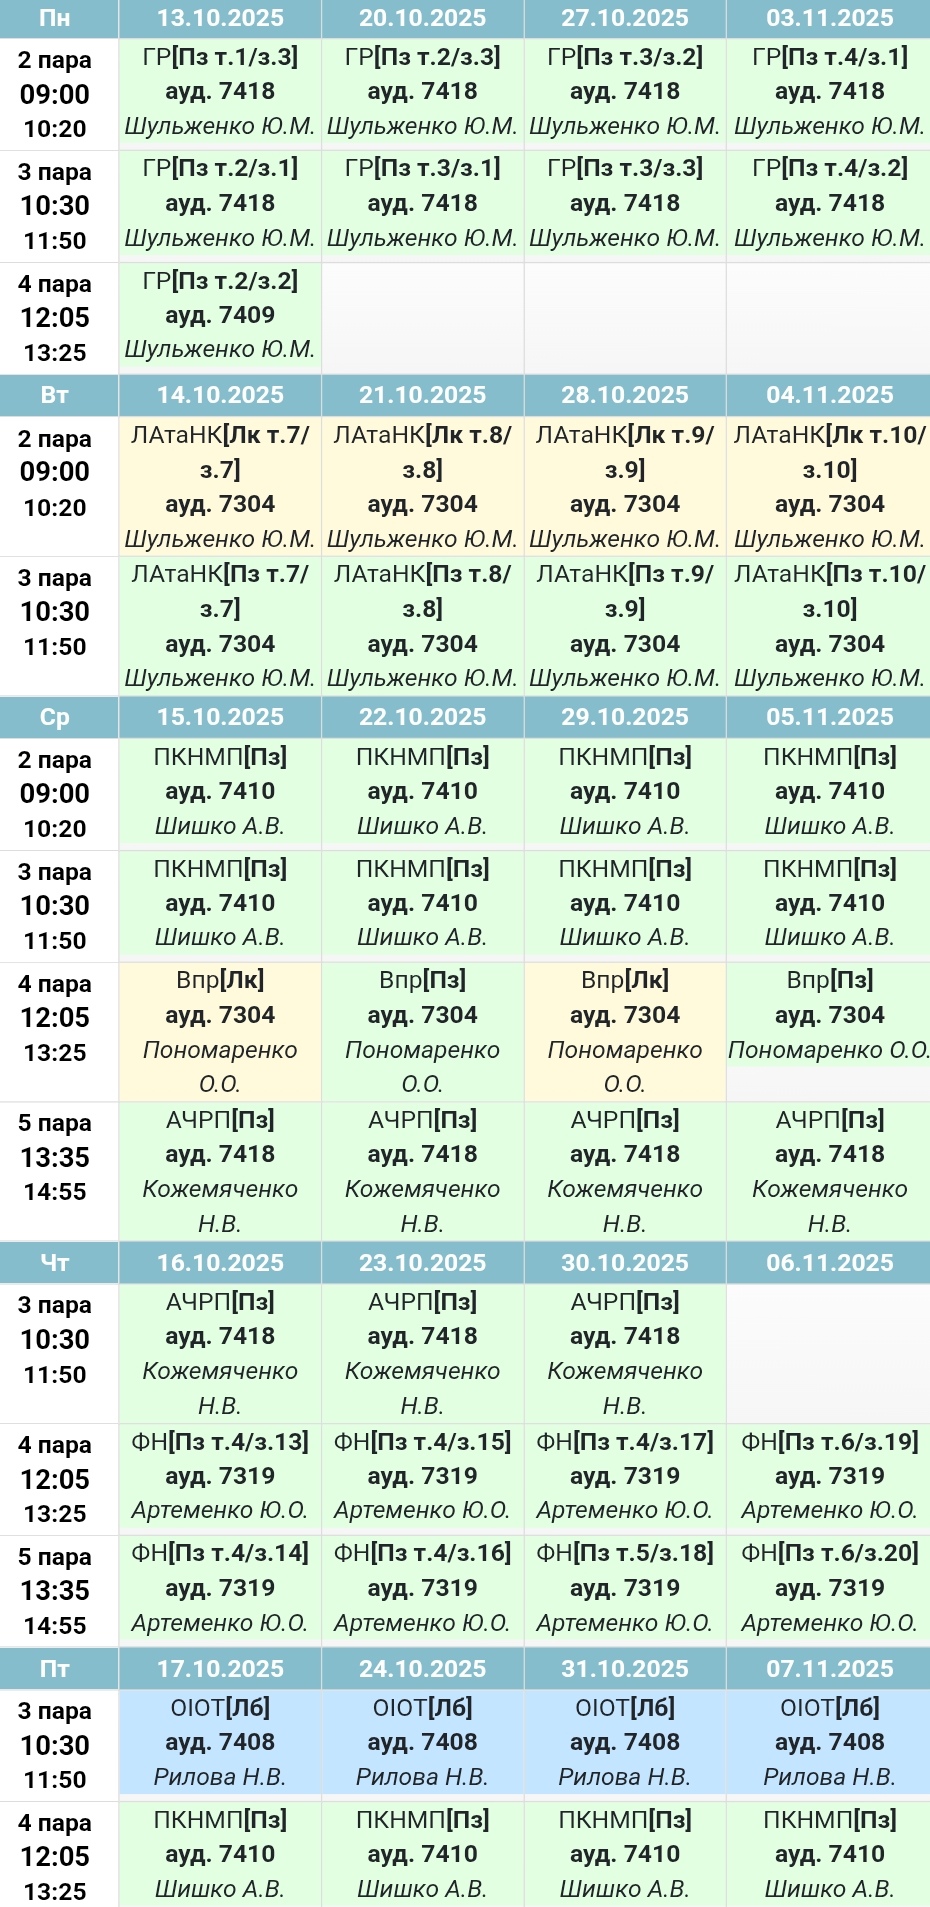 Пн 13.10.2025 20.10.2025 27.10.2025 03.11.2025
2 пара ГР[Пз т.1/з.3] ГР[Пз т.2/з.3] ГР[Пз т.3/з.2] ГР[Пз т.4/з.1]
09:00 ауд. 7418 ауд. 7418 ауд. 7418 ауд. 7418
10:20 Шульженко Ю.М. Шульженко Ю.М. Шульженко Ю.М. Шульженко Ю.М.
3 пара ГР[Пз т.2/з.1] ГР[Пз т.3/з.1] ГР[Пз т.3/з.3] ГР[Пз т.4/з.2]
10:30 ауд. 7418 ауд. 7418 ауд. 7418 ауд. 7418
11:50 Шульженко Ю.М. Шульженко Ю.М. Шульженко Ю.М. Шульженко Ю.М.
4 пара ГР[Пз т.2/з.2]
12:05 ауд. 7409
13:25 Шульженко Ю.М.
Вт 14.10.2025 21.10.2025 28.10.2025 04.11.2025
2 пара ЛАтаНК[Лк т.7/ ЛАтаНК[Лк т.8/ ЛАтаНК[Лк т.9/ ЛАтаНК[Лк т.10/
09:00 з.7] з.8] з.9] з.10]
10:20 ауд. 7304 ауд. 7304 ауд. 7304 ауд. 7304
Шульженко Ю.М. Шульженко Ю.М. Шульженко Ю.М. Шульженко Ю.М.
3 пара ЛАтаНК[Пз т.7/ ЛАтаНК[Пз т.8/ ЛАтаНК[Пз т.9/ ЛАтаНК[Пз т.10/
10:30 з.7] з.8] з.9] з.10]
11:50 ауд. 7304 ауд. 7304 ауд. 7304 ауд. 7304
Шульженко Ю.М. Шульженко Ю.М. Шульженко Ю.М. Шульженко Ю.М.
Ср 15.10.2025 22.10.2025 29.10.2025 05.11.2025
2 пара ПКНМП[Пз] ПКНМП[Пз] ПКНМП[Пз] ПКНМП[Пз]
09:00 ауд. 7410 ауд. 7410 ауд. 7410 ауд. 7410
10:20 Шишко А.В. Шишко А.В. Шишко А.В. Шишко А.В.
3 пара ПКНМП[Пз] ПКНМП[Пз] ПКНМП[Пз] ПКНМП[Пз]
10:30 ауд. 7410 ауд. 7410 ауд. 7410 ауд. 7410
11:50 Шишко А.В. Шишко А.В. Шишко А.В. Шишко А.В.
4 пара Впр[Лк] Впр[Пз] Впр[Лк] Впр[Пз]
12:05 ауд. 7304 ауд. 7304 ауд. 7304 ауд. 7304
13:25 Пономаренко Пономаренко Пономаренко Пономаренко О.О.
О.О. О.О. О.О.
5 пара АЧРП[Пз] АЧРП[Пз] АЧРП[Пз] АЧРП[Пз]
13:35 ауд. 7418 ауд. 7418 ауд. 7418 ауд. 7418
14:55 Кожемяченко Кожемяченко Кожемяченко Кожемяченко
Н.В. Н.В. Н.В. Н.В.
Чт 16.10.2025 23.10.2025 30.10.2025 06.11.2025
3 пара АЧРП[Пз] АЧРП[Пз] АЧРП[Пз]
10:30 ауд. 7418 ауд. 7418 ауд. 7418
11:50 Кожемяченко Кожемяченко Кожемяченко
Н.В. Н.В. Н.В.
4 пара ФН[Пз т.4/з.13] ФН[Пз т.4/з.15] ФН[Пз т.4/з.17] ФН[Пз т.6/з.19]
12:05 ауд. 7319 ауд. 7319 ауд. 7319 ауд. 7319
13:25 Артеменко Ю.О. Артеменко Ю.О. Артеменко Ю.О. Артеменко Ю.О.
5 пара ФН[Пз т.4/з.14] ФН[Пз т.4/з.16] ФН[Пз т.5/з.18] ФН[Пз т.6/з.20]
13:35 ауд. 7319 ауд. 7319 ауд. 7319 ауд. 7319
14:55 Артеменко Ю.О. Артеменко Ю.О. Артеменко Ю.О. Артеменко Ю.О.
Пт 17.10.2025 24.10.2025 31.10.2025 07.11.2025
3 пара ОІОТ[Лб] ОІОТ[Лб] ОІОТ[Лб] ОІОТ[Лб]
10:30 ауд. 7408 ауд. 7408 ауд. 7408 ауд. 7408
11:50 Рилова Н.В. Рилова Н.В. Рилова Н.В. Рилова Н.В.
4 пара ПКНМП[Пз] ПКНМП[Пз] ПКНМП[Пз] ПКНМП[Пз]
12:05 ауд. 7410 ауд. 7410 ауд. 7410 ауд. 7410
13:25 Шишко А.В. Шишко А.В. Шишко А.В. Шишко А.В.